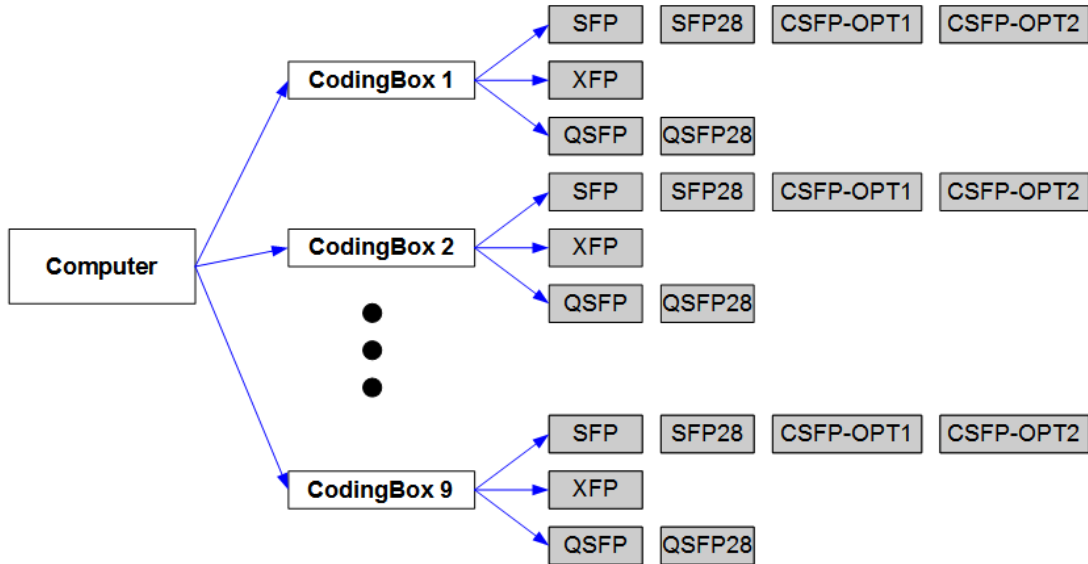 SFP SFP28 CSFP-OPT1 CSFP-OPT2
CodingBox 1
XFP
QSFP QSFP28
SFP SFP28 CSFP-OPT1 CSFP-OPT2
Computer
CodingBox 2
XFP
QSFP QSFP28
SFP SFP28 CSFP-OPT1 CSFP-OPT2
CodingBox 9
XFP
QSFP QSFP28